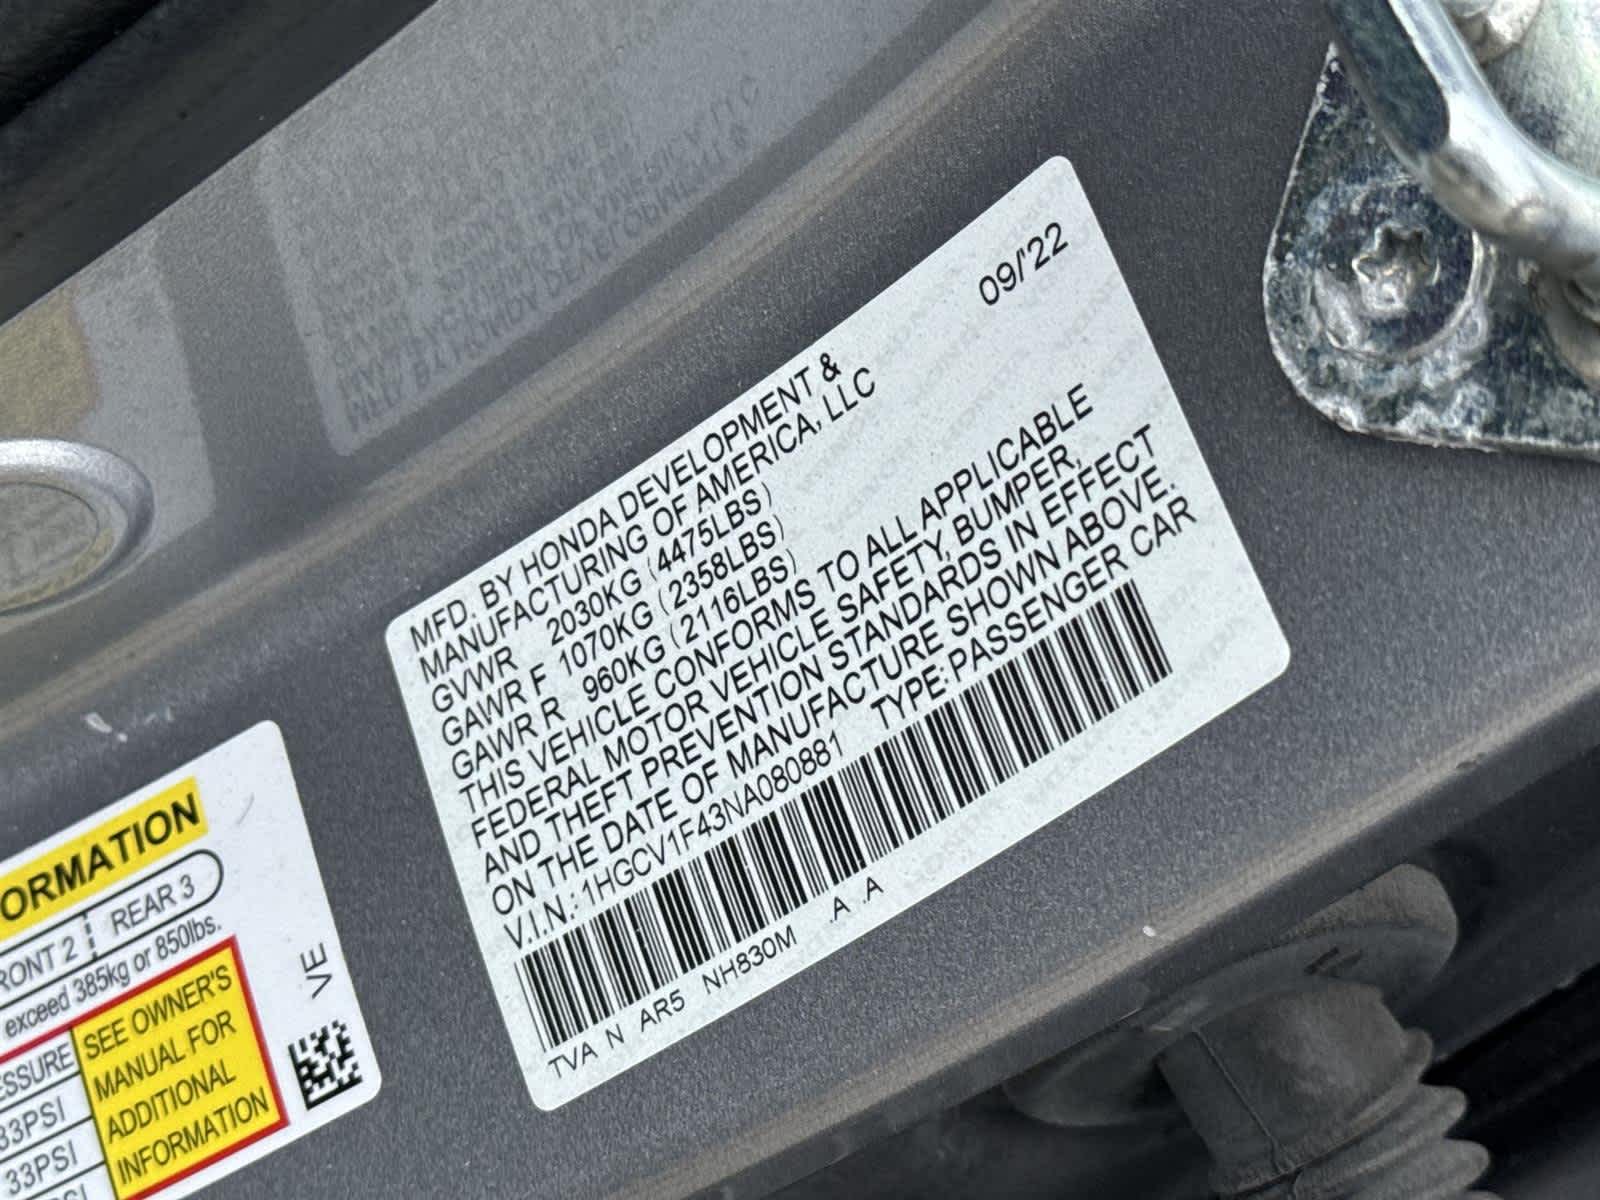 09/'22
MFD. BY HONDA DEVELOPMENT &
MANUFACTURING OF AMERICA, LLC
GVWR 2030KG (4475LBS)
GAWR F 1070KG (2358LBS)
GAWR R 960KG (2116LBS)
THIS VEHICLE CONFORMS TO ALL APPLICABLE
FEDERAL MOTOR VEHICLE SAFETY, BUMPER,
AND THEFT PREVENTION STANDARDS IN EFFECT
ON THE DATE OF MANUFACTURE SHOWN ABOVE.
V.I.N.: 1HGCV1F43NA080881 TYPE: PASSENGER CAR
TVA N AR5 NH830M .A .A
ORMATION
RONT 2 REAR 3
exceed 385kg or 850lbs.
ESSURE
33PSI
33PSI
SEE OWNER'S
MANUAL FOR
ADDITIONAL
INFORMATION
VE